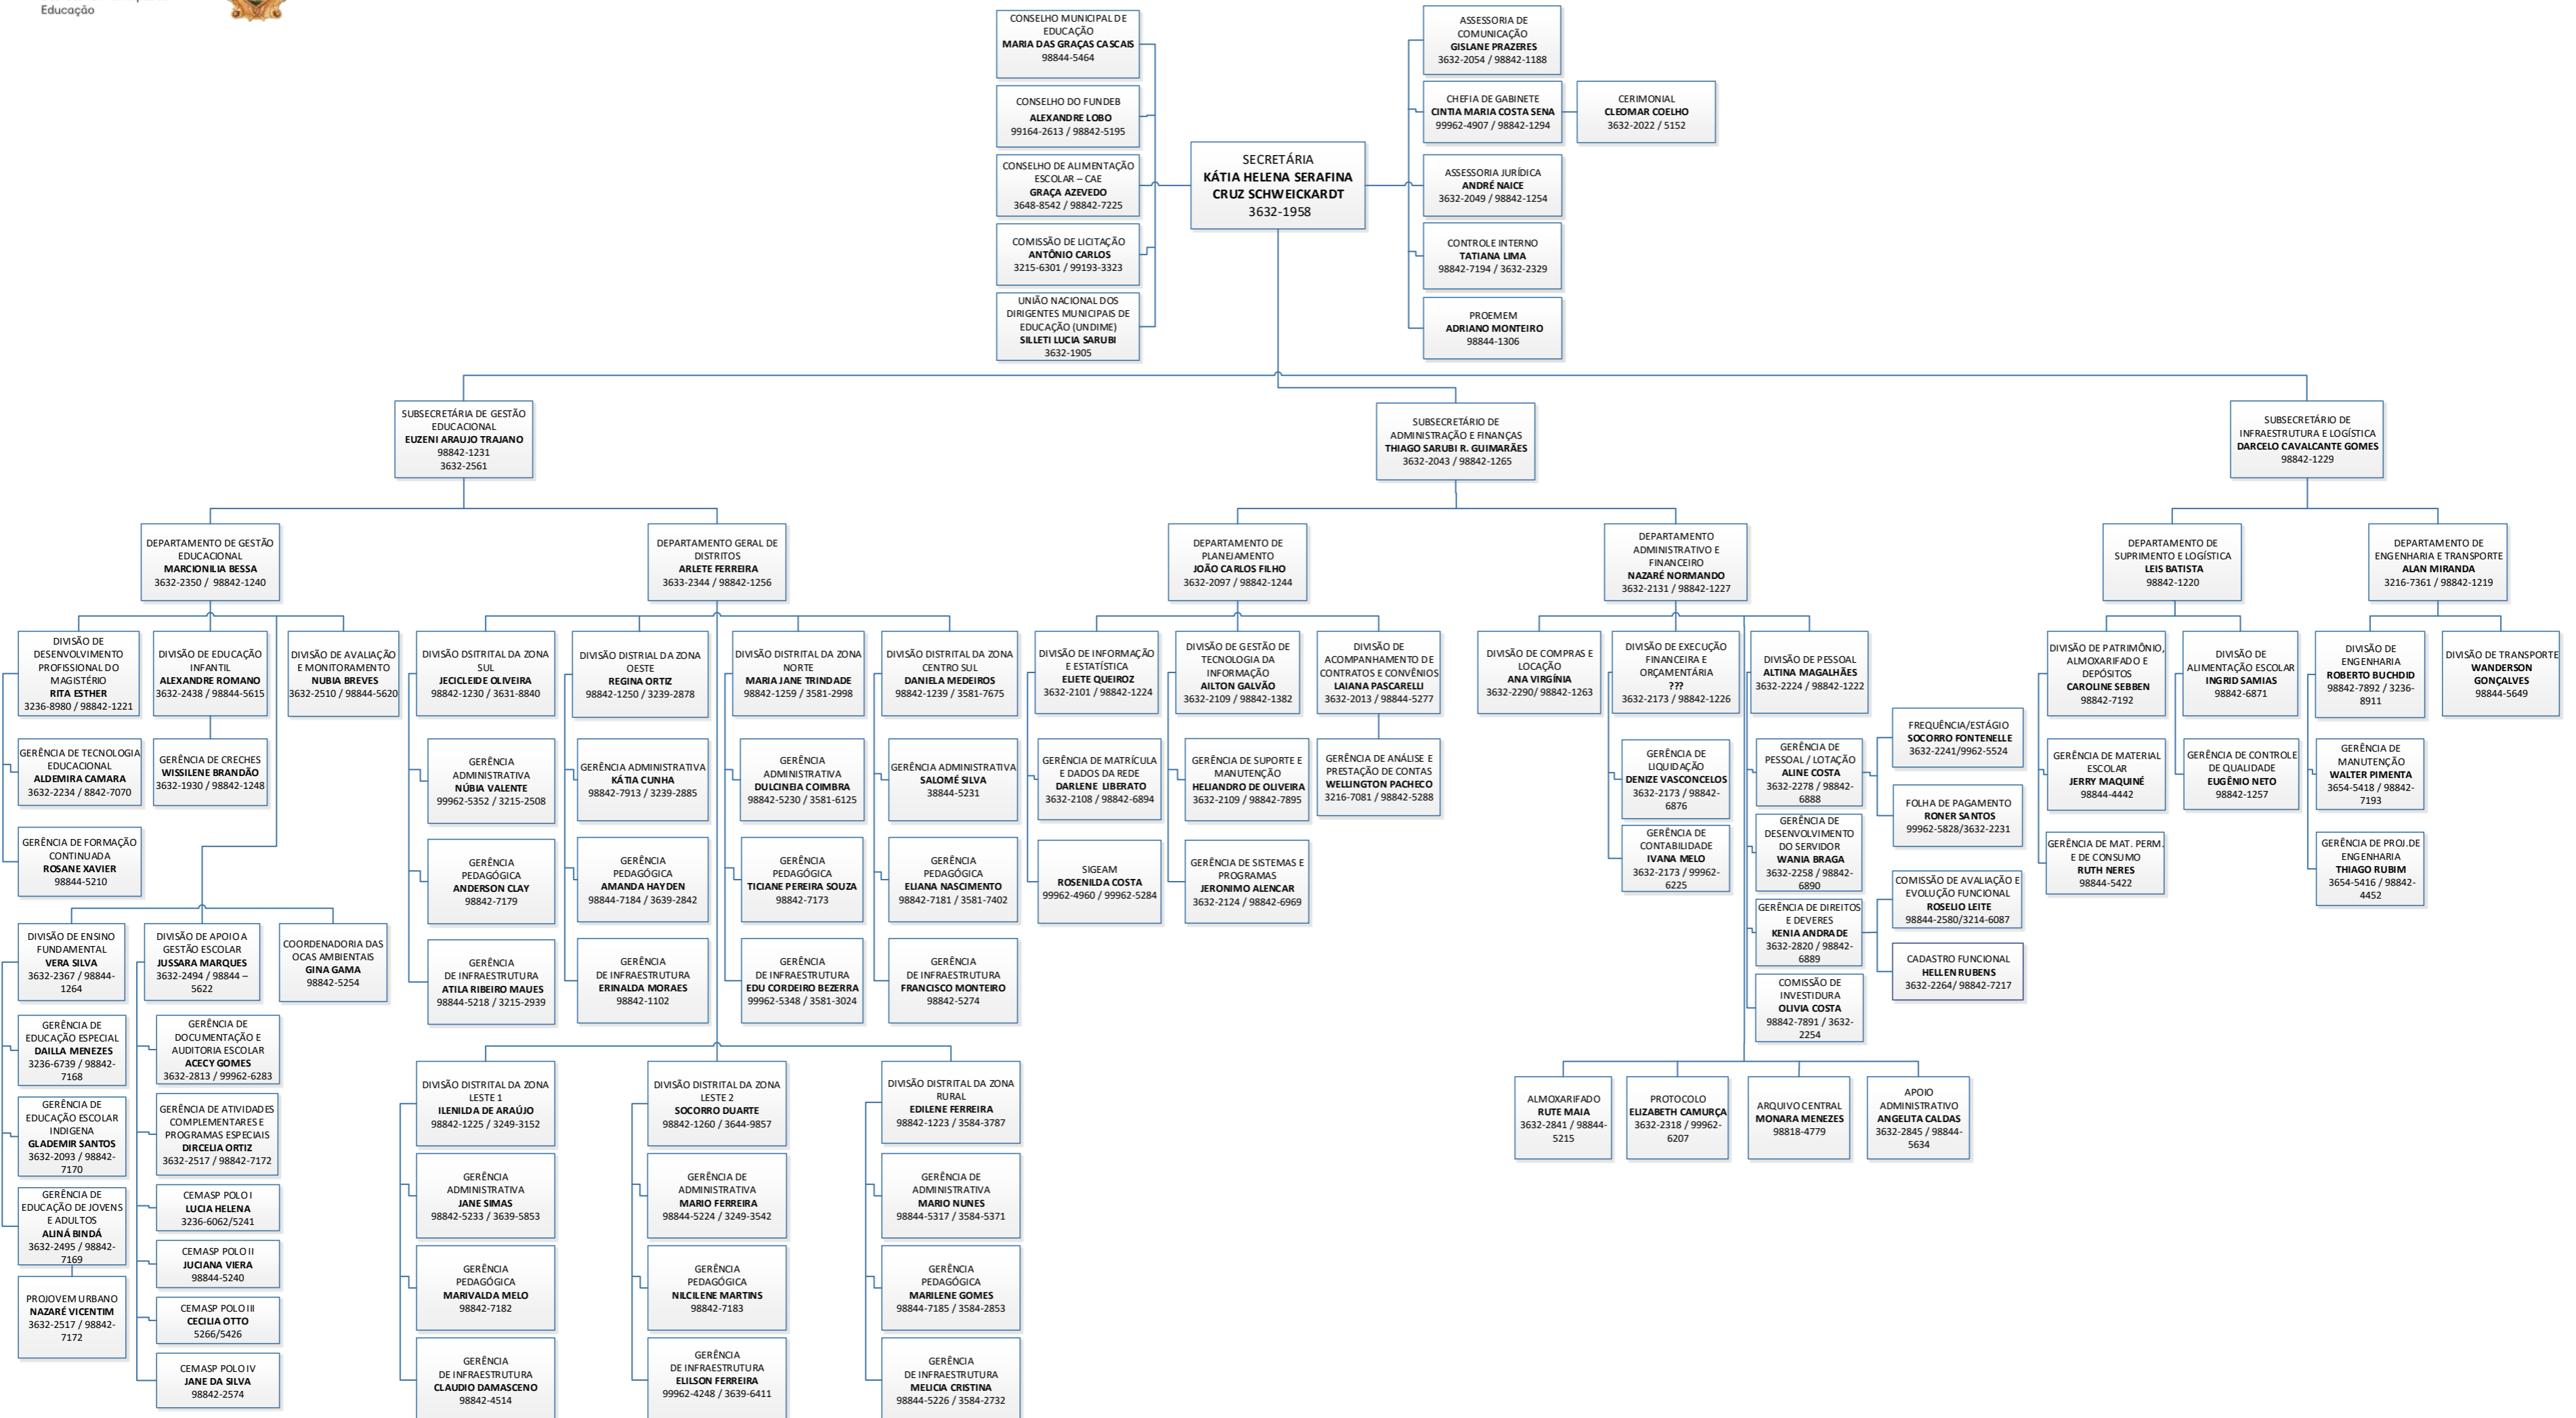 Educação
CONSELHO MUNICIPAL DE
EDUCAÇÃO
MARIA DAS GRAÇAS CASCAIS
98844-5464
CONSELHO DO FUNDEB
ALEXANDRE LOBO
99164-2613 / 98842-5195
CONSELHO DE ALIMENTAÇÃO
ESCOLAR – CAE
GRAÇA AZEVEDO
3648-8542 / 98842-7225
COMISSÃO DE LICITAÇÃO
ANTÔNIO CARLOS
3215-6301 / 99193-3323
UNIÃO NACIONAL DOS
DIRIGENTES MUNICIPAIS DE
EDUCAÇÃO (UNDIME)
SILLETI LUCIA SARUBI
3632-1905
SECRETÁRIA
KÁTIA HELENA SERAFINA
CRUZ SCHWEICKARDT
3632-1958
ASSESSORIA DE
COMUNICAÇÃO
GISLANE PRAZERES
3632-2054 / 98842-1188
CHEFIA DE GABINETE
CINTIA MARIA COSTA SENA
99962-4907 / 98842-1294
CERIMONIAL
CLEOMAR COELHO
3632-2022 / 5152
ASSESSORIA JURÍDICA
ANDRÉ NAICE
3632-2049 / 98842-1254
CONTROLE INTERNO
TATIANA LIMA
98842-7194 / 3632-2329
PROEMEM
ADRIANO MONTEIRO
98844-1306
SUBSECRETÁRIA DE GESTÃO
EDUCACIONAL
EUZENI ARAUJO TRAJANO
98842-1231
3632-2561
SUBSECRETÁRIO DE
ADMINISTRAÇÃO E FINANÇAS
THIAGO SARUBI R. GUIMARÃES
3632-2043 / 98842-1265
SUBSECRETÁRIO DE
INFRAESTRUTURA E LOGÍSTICA
DARCELO CAVALCANTE GOMES
98842-1229
DEPARTAMENTO DE GESTÃO
EDUCACIONAL
MARCIONILIA BESSA
3632-2350 / 98842-1240
DEPARTAMENTO GERAL DE
DISTRITOS
ARLETE FERREIRA
3633-2344 / 98842-1256
DEPARTAMENTO DE
PLANEJAMENTO
JOÃO CARLOS FILHO
3632-2097 / 98842-1244
DEPARTAMENTO
ADMINISTRATIVO E
FINANCEIRO
NAZARÉ NORMANDO
3632-2131 / 98842-1227
DEPARTAMENTO DE
SUPRIMENTO E LOGÍSTICA
LEIS BATISTA
98842-1220
DEPARTAMENTO DE
ENGENHARIA E TRANSPORTE
ALAN MIRANDA
3216-7361 / 98842-1219
DIVISÃO DE
DESENVOLVIMENTO
PROFISSIONAL DO
MAGISTÉRIO
RITA ESTHER
3236-8980 / 98842-1221
DIVISÃO DE EDUCAÇÃO
INFANTIL
ALEXANDRE ROMANO
3632-2438 / 98844-5615
DIVISÃO DE AVALIAÇÃO
E MONITORAMENTO
NUBIA BREVES
3632-2510 / 98844-5620
DIVISÃO DSITRITAL DA ZONA
SUL
JECICLEIDE OLIVEIRA
98842-1230 / 3631-8840
DIVISÃO DISTRIAL DA ZONA
OESTE
REGINA ORTIZ
98842-1250 / 3239-2878
DIVISÃO DISTRITAL DA ZONA
NORTE
MARIA JANE TRINDADE
98842-1259 / 3581-2998
DIVISÃO DISTRITAL DA ZONA
CENTRO SUL
DANIELA MEDEIROS
98842-1239 / 3581-7675
DIVISÃO DE INFORMAÇÃO
E ESTATÍSTICA
ELIETE QUEIROZ
3632-2101 / 98842-1224
DIVISÃO DE GESTÃO DE
TECNOLOGIA DA
INFORMAÇÃO
AILTON GALVÃO
3632-2109 / 98842-1382
DIVISÃO DE
ACOMPANHAMENTO DE
CONTRATOS E CONVÊNIOS
LAIANA PASCARELLI
3632-2013 / 98844-5277
DIVISÃO DE COMPRAS E
LOCAÇÃO
ANA VIRGÍNIA
3632-2290/ 98842-1263
DIVISÃO DE EXECUÇÃO
FINANCEIRA E
ORÇAMENTÁRIA
???
3632-2173 / 98842-1226
DIVISÃO DE PESSOAL
ALTINA MAGALHÃES
3632-2224 / 98842-1222
DIVISÃO DE PATRIMÔNIO,
ALMOXARIFADO E
DEPÓSITOS
CAROLINE SEBBEN
98842-7192
DIVISÃO DE
ALIMENTAÇÃO ESCOLAR
INGRID SAMIAS
98842-6871
DIVISÃO DE
ENGENHARIA
ROBERTO BUCHDID
98842-7892 / 3236-
8911
DIVISÃO DE TRANSPORTE
WANDERSON
GONÇALVES
98844-5649
GERÊNCIA DE TECNOLOGIA
EDUCACIONAL
ALDEMIRA CAMARA
3632-2234 / 8842-7070
GERÊNCIA DE CRECHES
WISSILENE BRANDÃO
3632-1930 / 98842-1248
GERÊNCIA DE FORMAÇÃO
CONTINUADA
ROSANE XAVIER
98844-5210
GERÊNCIA
ADMINISTRATIVA
NÚBIA VALENTE
99962-5352 / 3215-2508
GERÊNCIA ADMINISTRATIVA
KÁTIA CUNHA
98842-7913 / 3239-2885
GERÊNCIA
ADMINISTRATIVA
DULCINEIA COIMBRA
98842-5230 / 3581-6125
GERÊNCIA ADMINISTRATIVA
SALOMÉ SILVA
38844-5231
GERÊNCIA
PEDAGÓGICA
ANDERSON CLAY
98842-7179
GERÊNCIA
PEDAGÓGICA
AMANDA HAYDEN
98844-7184 / 3639-2842
GERÊNCIA
PEDAGÓGICA
TICIANE PEREIRA SOUZA
98842-7173
GERÊNCIA
PEDAGÓGICA
ELIANA NASCIMENTO
98842-7181 / 3581-7402
GERÊNCIA
DE INFRAESTRUTURA
ATILA RIBEIRO MAUES
98844-5218 / 3215-2939
GERÊNCIA
DE INFRAESTRUTURA
ERINALDA MORAES
98842-1102
GERÊNCIA
DE INFRAESTRUTURA
EDU CORDEIRO BEZERRA
99962-5348 / 3581-3024
GERÊNCIA
DE INFRAESTRUTURA
FRANCISCO MONTEIRO
98842-5274
GERÊNCIA DE MATRÍCULA
E DADOS DA REDE
DARLENE LIBERATO
3632-2108 / 98842-6894
SIGEAM
ROSENILDA COSTA
99962-4960 / 99962-5284
GERÊNCIA DE SUPORTE E
MANUTENÇÃO
HELIANDRO DE OLIVEIRA
3632-2109 / 98842-7895
GERÊNCIA DE SISTEMAS E
PROGRAMAS
JERONIMO ALENCAR
3632-2124 / 98842-6969
GERÊNCIA DE ANÁLISE E
PRESTAÇÃO DE CONTAS
WELLINGTON PACHECO
3216-7081 / 98842-5288
GERÊNCIA DE
LIQUIDAÇÃO
DENIZE VASCONCELOS
3632-2173 / 98842-
6876
GERÊNCIA DE
CONTABILIDADE
IVANA MELO
3632-2173 / 99962-
6225
GERÊNCIA DE
PESSOAL / LOTAÇÃO
ALINE COSTA
3632-2278 / 98842-
6888
GERÊNCIA DE
DESENVOLVIMENTO
DO SERVIDOR
WANIA BRAGA
3632-2258 / 98842-
6890
GERÊNCIA DE DIREITOS
E DEVERES
KENIA ANDRADE
3632-2820 / 98842-
6889
COMISSÃO DE
INVESTIDURA
OLIVIA COSTA
98842-7891 / 3632-
2254
FREQUÊNCIA/ESTÁGIO
SOCORRO FONTENELLE
3632-2241/9962-5524
FOLHA DE PAGAMENTO
RONER SANTOS
99962-5828/3632-2231
COMISSÃO DE AVALIAÇÃO E
EVOLUÇÃO FUNCIONAL
ROSELIO LEITE
98844-2580/3214-6087
CADASTRO FUNCIONAL
HELLEN RUBENS
3632-2264/ 98842-7217
GERÊNCIA DE MATERIAL
ESCOLAR
JERRY MAQUINÉ
98844-4442
GERÊNCIA DE MAT. PERM.
E DE CONSUMO
RUTH NERES
98844-5422
GERÊNCIA DE CONTROLE
DE QUALIDADE
EUGÊNIO NETO
98842-1257
GERÊNCIA DE
MANUTENÇÃO
WALTER PIMENTA
3654-5418 / 98842-
7193
GERÊNCIA DE PROJ.DE
ENGENHARIA
THIAGO RUBIM
3654-5416 / 98842-
4452
DIVISÃO DE ENSINO
FUNDAMENTAL
VERA SILVA
3632-2367 / 98844-
1264
DIVISÃO DE APOIO A
GESTÃO ESCOLAR
JUSSARA MARQUES
3632-2494 / 98844 –
5622
COORDENADORIA DAS
OCAS AMBIENTAIS
GINA GAMA
98842-5254
GERÊNCIA DE
EDUCAÇÃO ESPECIAL
DAILLA MENEZES
3236-6739 / 98842-
7168
GERÊNCIA DE
EDUCAÇÃO ESCOLAR
INDIGENA
GLADEMIR SANTOS
3632-2093 / 98842-
7170
GERÊNCIA DE
EDUCAÇÃO DE JOVENS
E ADULTOS
ALINÁ BINDÁ
3632-2495 / 98842-
7169
PROJOVEM URBANO
NAZARÉ VICENTIM
3632-2517 / 98842-
7172
GERÊNCIA DE
DOCUMENTAÇÃO E
AUDITORIA ESCOLAR
ACECY GOMES
3632-2813 / 99962-6283
GERÊNCIA DE ATIVIDADES
COMPLEMENTARES E
PROGRAMAS ESPECIAIS
DIRCELIA ORTIZ
3632-2517 / 98842-7172
CEMASP POLO I
LUCIA HELENA
3236-6062/5241
CEMASP POLO II
JUCIANA VIERA
98844-5240
CEMASP POLO III
CECILIA OTTO
5266/5426
CEMASP POLO IV
JANE DA SILVA
98842-2574
DIVISÃO DISTRITAL DA ZONA
LESTE 1
ILENILDA DE ARAÚJO
98842-1225 / 3249-3152
DIVISÃO DISTRITAL DA ZONA
LESTE 2
SOCORRO DUARTE
98842-1260 / 3644-9857
DIVISÃO DISTRITAL DA ZONA
RURAL
EDILENE FERREIRA
98842-1223 / 3584-3787
GERÊNCIA
ADMINISTRATIVA
JANE SIMAS
98842-5233 / 3639-5853
GERÊNCIA DE
ADMINISTRATIVA
MARIO FERREIRA
98844-5224 / 3249-3542
GERÊNCIA DE
ADMINISTRATIVA
MARIO NUNES
98844-5317 / 3584-5371
GERÊNCIA
PEDAGÓGICA
MARIVALDA MELO
98842-7182
GERÊNCIA
PEDAGÓGICA
NILCILENE MARTINS
98842-7183
GERÊNCIA
PEDAGÓGICA
MARILENE GOMES
98844-7185 / 3584-2853
GERÊNCIA
DE INFRAESTRUTURA
CLAUDIO DAMASCENO
98842-4514
GERÊNCIA
DE INFRAESTRUTURA
ELILSON FERREIRA
99962-4248 / 3639-6411
GERÊNCIA
DE INFRAESTRUTURA
MELICIA CRISTINA
98844-5226 / 3584-2732
ALMOXARIFADO
RUTE MAIA
3632-2841 / 98844-
5215
PROTOCOLO
ELIZABETH CAMURÇA
3632-2318 / 99962-
6207
ARQUIVO CENTRAL
MONARA MENEZES
98818-4779
APOIO
ADMINISTRATIVO
ANGELITA CALDAS
3632-2845 / 98844-
5634